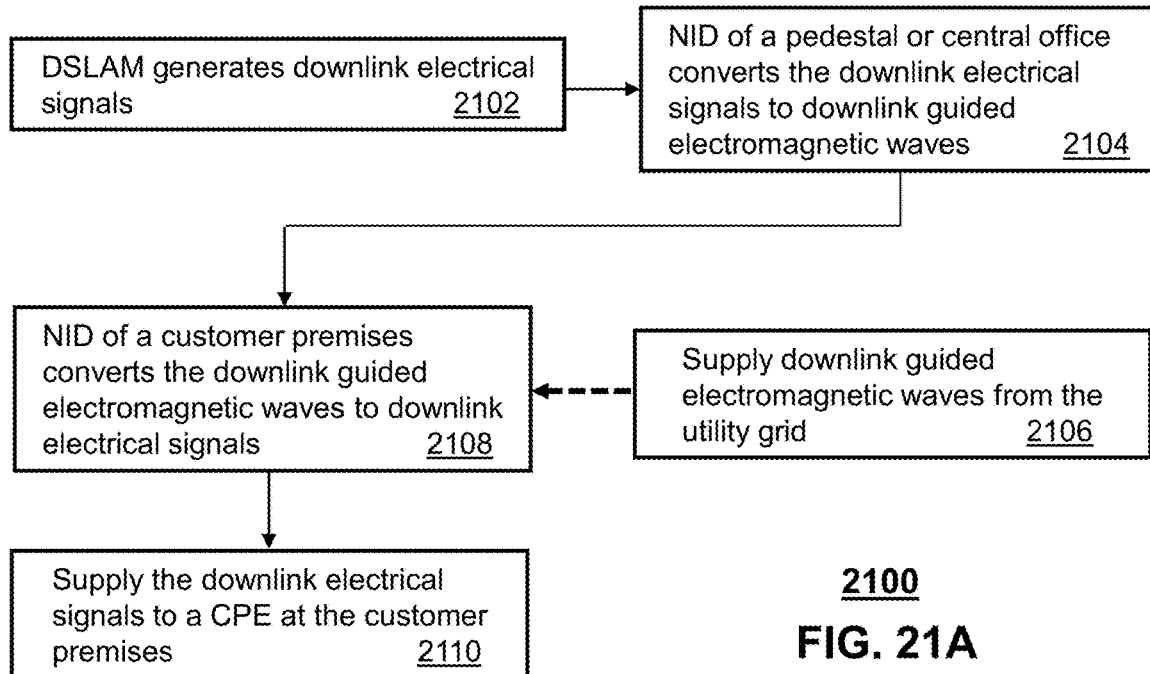 DSLAM generates downlink electrical
signals 2102
NID of a pedestal or central office
converts the downlink electrical
signals to downlink guided
electromagnetic waves 2104
NID of a customer premises
converts the downlink guided
electromagnetic waves to downlink
electrical signals 2108
Supply downlink guided
electromagnetic waves from the
utility grid 2106
Supply the downlink electrical
signals to a CPE at the customer
premises 2110
2100
FIG. 21A